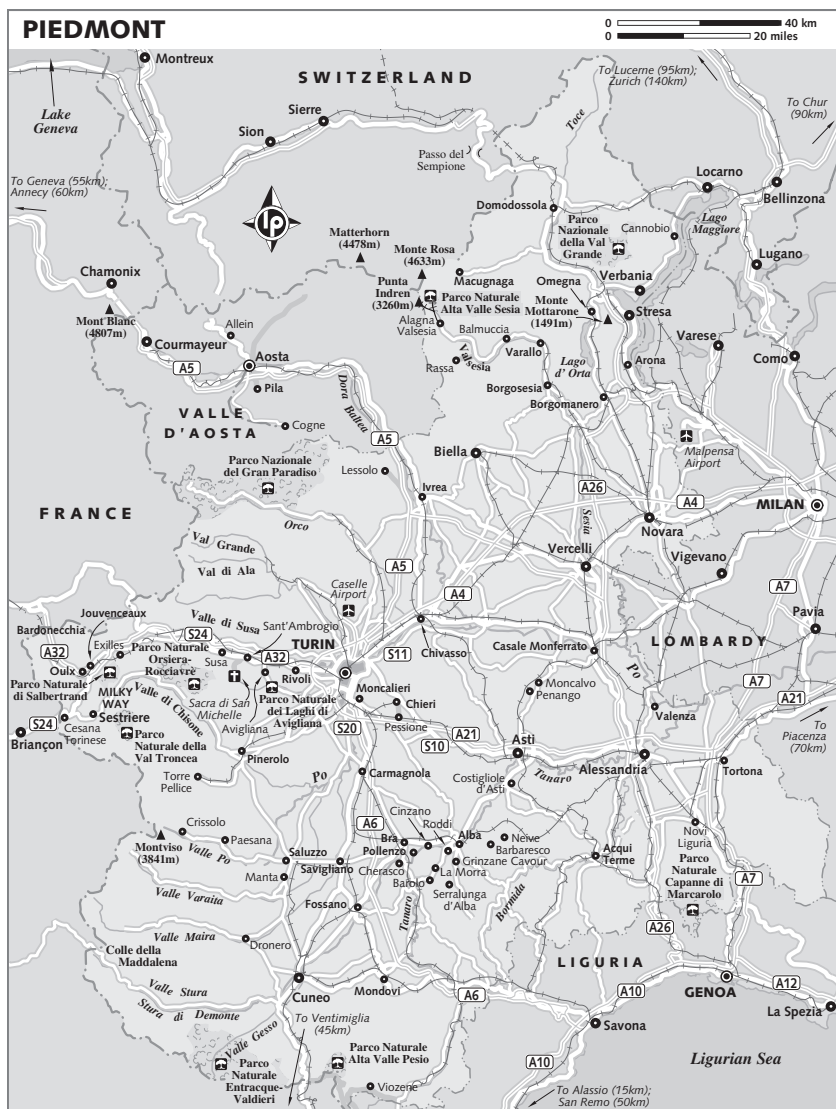 PIEDMONT
0 40 km
0 20 miles
Montreux
SWITZERLAND
To Lucerne (95km);
Zurich (140km)
To Chur
(90km)
Lake
Geneva
Sierre
Sion
Toce
Passo del
Sempione
Locarno
Bellinzona
To Geneva (55km);
Annecy (60km)
lp
Domodossola
Parco
Nazionale
della Val
Grande
Cannobio
Lago
Maggiore
Lugano
Matterhorn
(4478m)
Monte Rosa
(4633m)
Macugnaga
Verbania
Chamonix
Punta
Indren
(3260m)
Parco Naturale
Alta Valle Sesia
Omegna
Monte
Mottarone
(1491m)
Stresa
Mont Blanc
(4807m)
Allein
Alagna
Valsesia
Balmuccia
Varese
Courmayeur
Aosta
Varallo
Valsesia
Rassa
Lago
d' Orta
Arona
Como
A5
Pila
Dora
Baltea
Borgosesia
Borgomanero
VALLE
D'AOSTA
Cogne
A5
Biella
Malpensa
Airport
Parco Nazionale
del Gran Paradiso
Lessolo
Ivrea
A26
A4
MILAN
FRANCE
Orco
Sesia
Novara
Val Grande
Val di Ala
A5
Vercelli
Vigevano
Caselle
Airport
A4
A7
Jouvenceaux
Bardonecchia
Valle di Susa
Sant'Ambrogio
Pavia
A32
Exilles
S24
Parco Naturale
Orsiera-
Rocciavrè
Susa
A32
TURIN
S11
Chivasso
Casale Monferrato
LOMBARDY
Oulx
Parco Naturale
di Salbertrand
Rivoli
Po
MILKY
WAY
Sacra di San
Michelle
Parco Naturale
dei Laghi di
Avigliana
Moncalieri
Chieri
Moncalvo
Penango
A7
A21
Sestriere
Valle di Chisone
Avigliana
S20
Pessione
Valenza
S24
Briançon
Cesana
Torinese
Parco
Naturale della
Val Troncea
S10
A21
Asti
To
Piacenza
(70km)
Pinerolo
Po
Alessandria
Torre
Pellice
Carmagnola
Costigliole
d'Asti
Tanaro
Tortona
A6
Cinzano
Roddi
Crissolo
Montviso
(3841m)
Paesana
Valle Po
Bra
Pollenzo
Alba
Neive
Barbaresco
Novi
Liguria
Saluzzo
Savigliano
Cherasco
Grinzane Cavour
Acqui
Terme
Manta
La Morra
Barolo
Serralunga
d'Alba
Parco
Naturale
Capanne di
Marcarolo
A7
Valle Varaita
Fossano
Tanaro
Bormida
Valle Maira
Dronero
A26
Colle della
Maddalena
LIGURIA
Valle Stura
Stura di Demonte
Cuneo
Mondovì
A6
A10
GENOA
A12
La Spezia
To Ventimiglia
(45km)
Savona
Valle Gesso
Parco
Naturale
Entracque-
Valdieri
Parco Naturale
Alta Valle Pesio
A10
Ligurian Sea
Viozene
To Alassio (15km);
San Remo (50km)